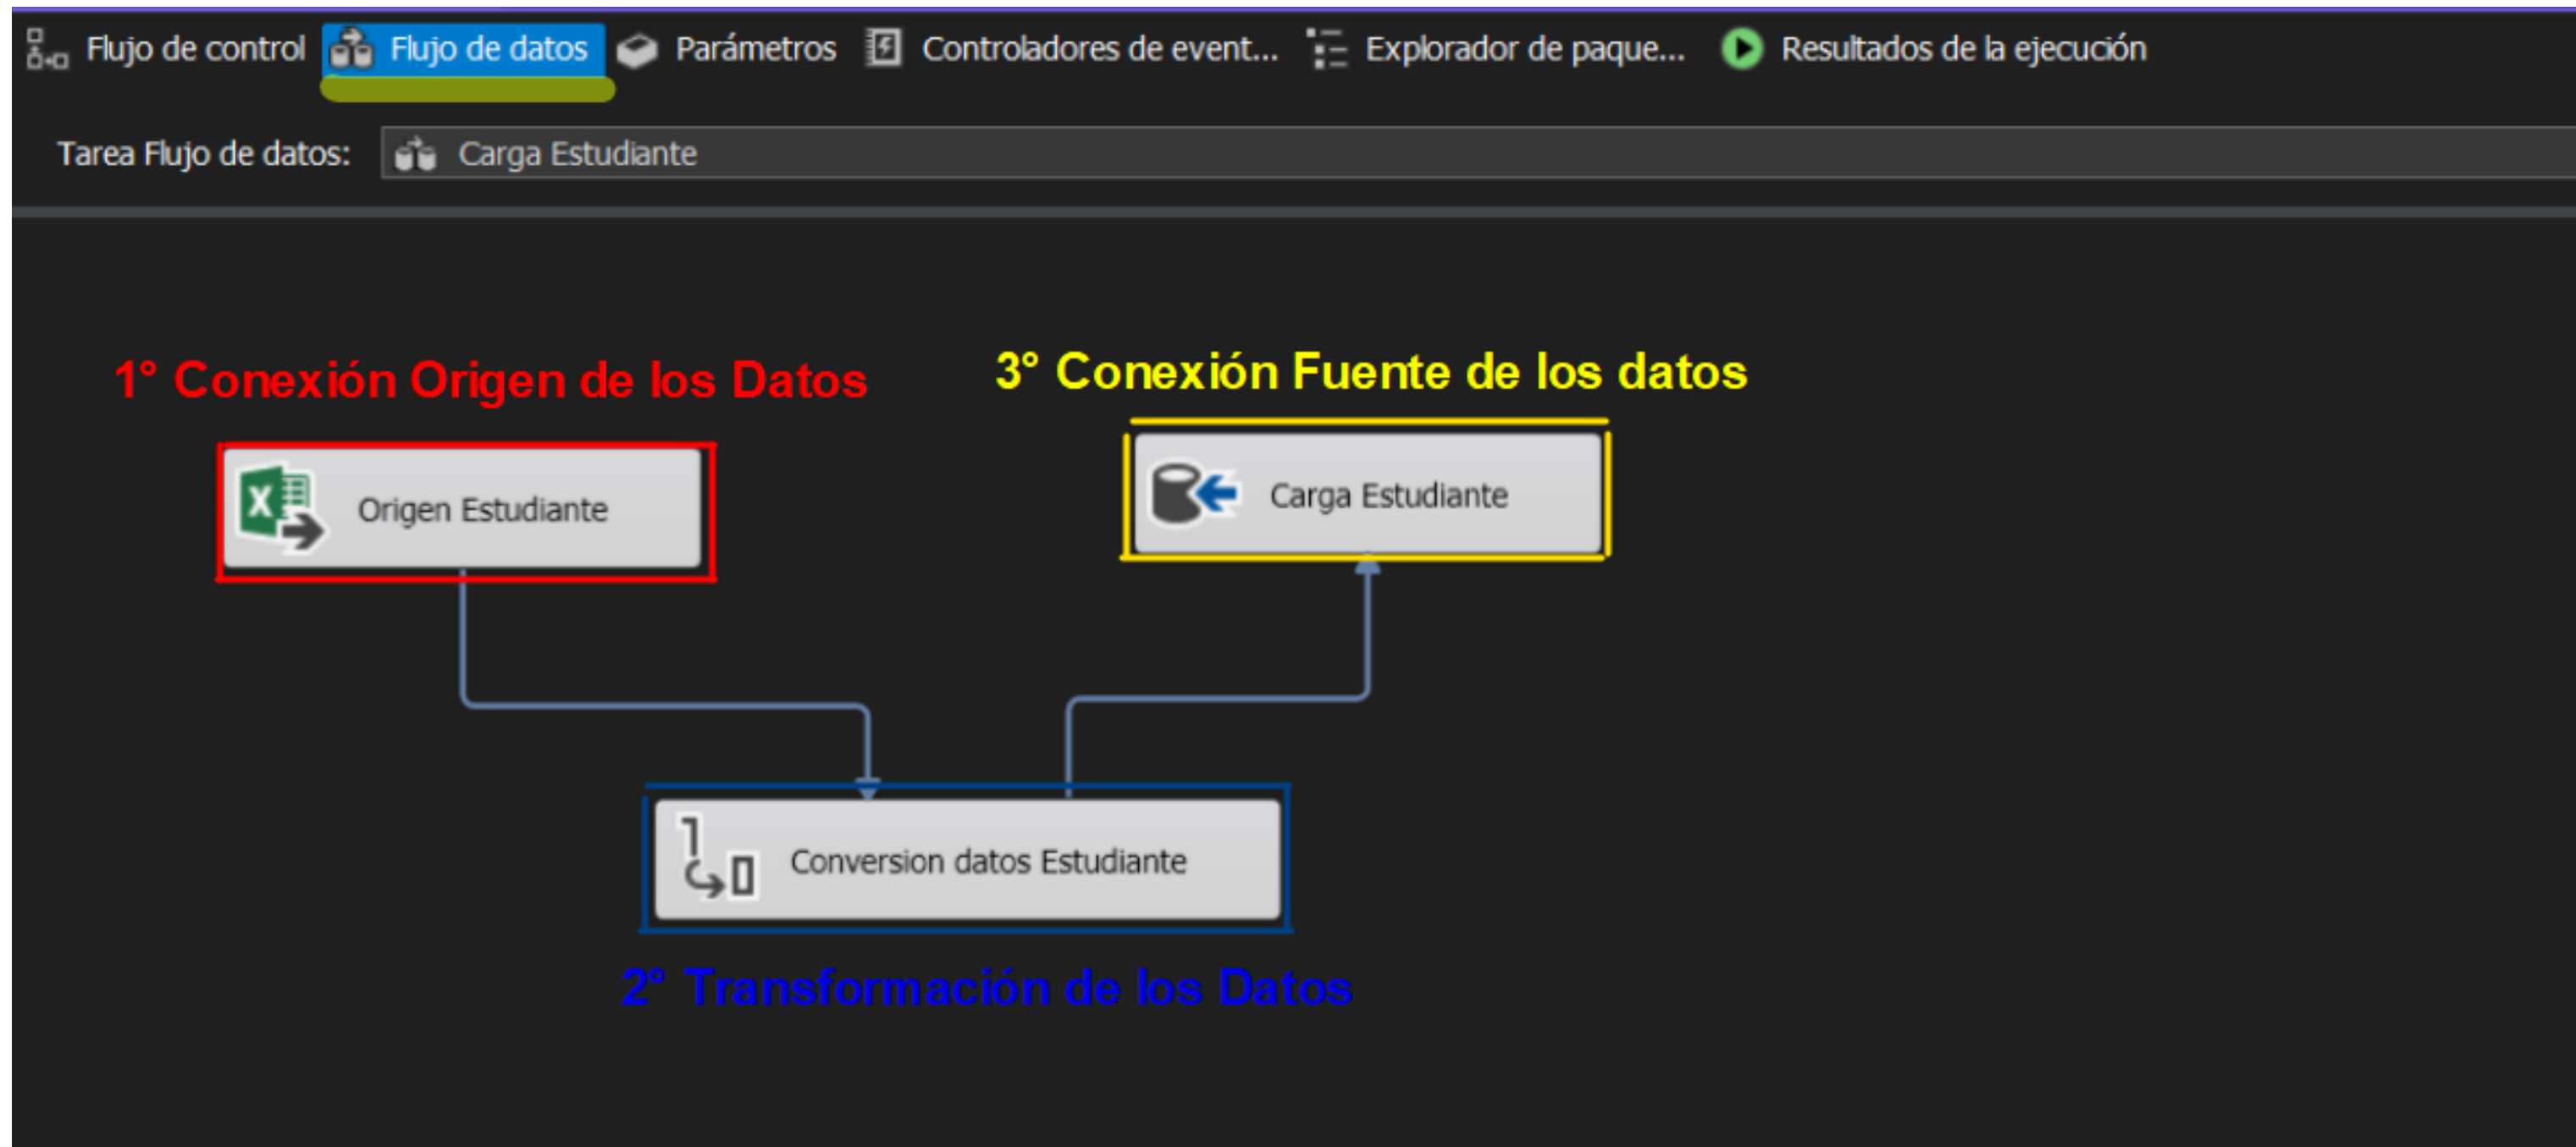 Flujo de control Flujo de datos Parámetros Controladores de event... Explorador de paque... Resultados de la ejecución
Tarea Flujo de datos: Carga Estudiante
1° Conexión Origen de los Datos
3° Conexión Fuente de los datos
Origen Estudiante
Carga Estudiante
Conversion datos Estudiante
2° Transformación de los Datos